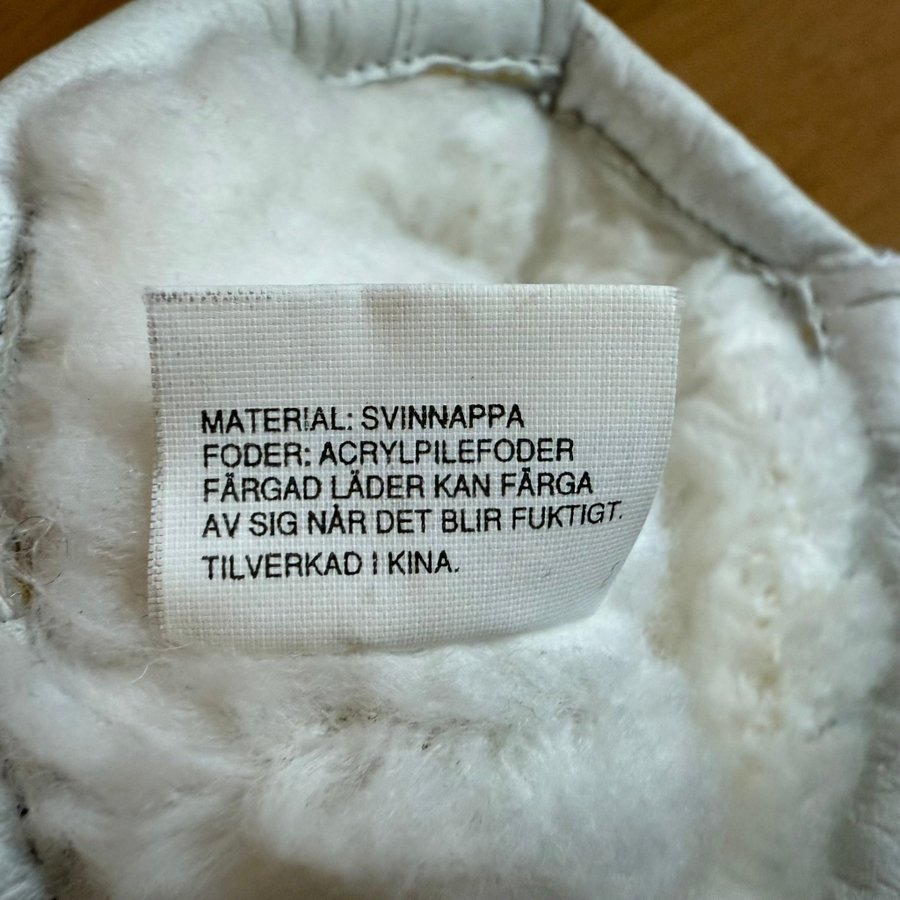 MATERIAL: SVINNAPPA
FODER: ACRYLPILEFODER
FÄRGAD LÄDER KAN FÄRGA
AV SIG NÄR DET BLIR FUKTIGT.
TILVERKAD I KINA.